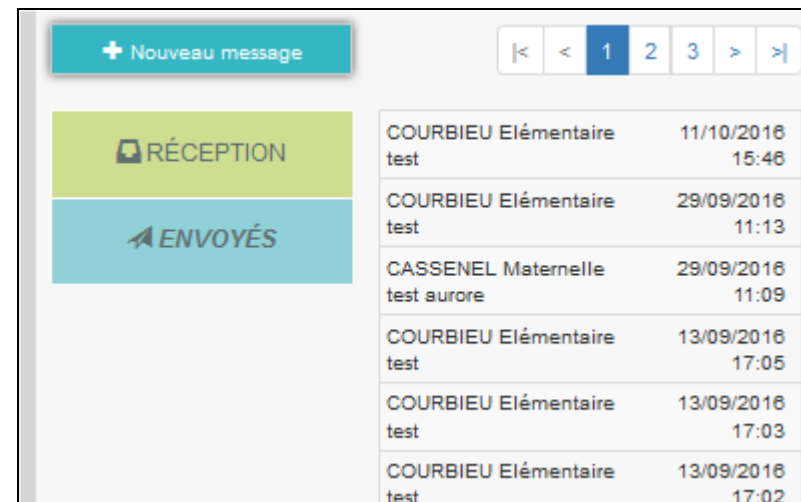 Nouveau message
|< < 1 2 3 > >|
RÉCEPTION
ENVOYÉS
COURBIEU Elémentaire 11/10/2016
test 15:46
COURBIEU Elémentaire 29/09/2016
test 11:13
CASSENEL Maternelle 29/09/2016
test aurore 11:09
COURBIEU Elémentaire 13/09/2016
test 17:05
COURBIEU Elémentaire 13/09/2016
test 17:03
COURBIEU Elémentaire 13/09/2016
test 17:02